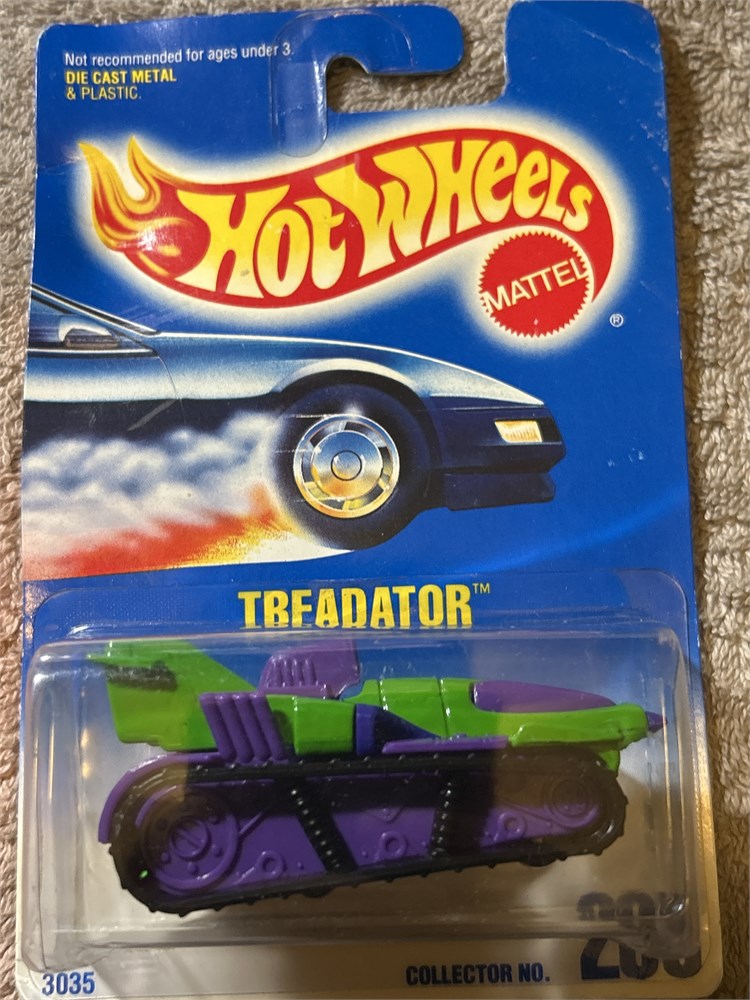 Not recommended for ages under 3.
DIE CAST METAL
& PLASTIC.
HOT WHEELS
MATTEL
®
TREADATOR™
3035
COLLECTOR NO.